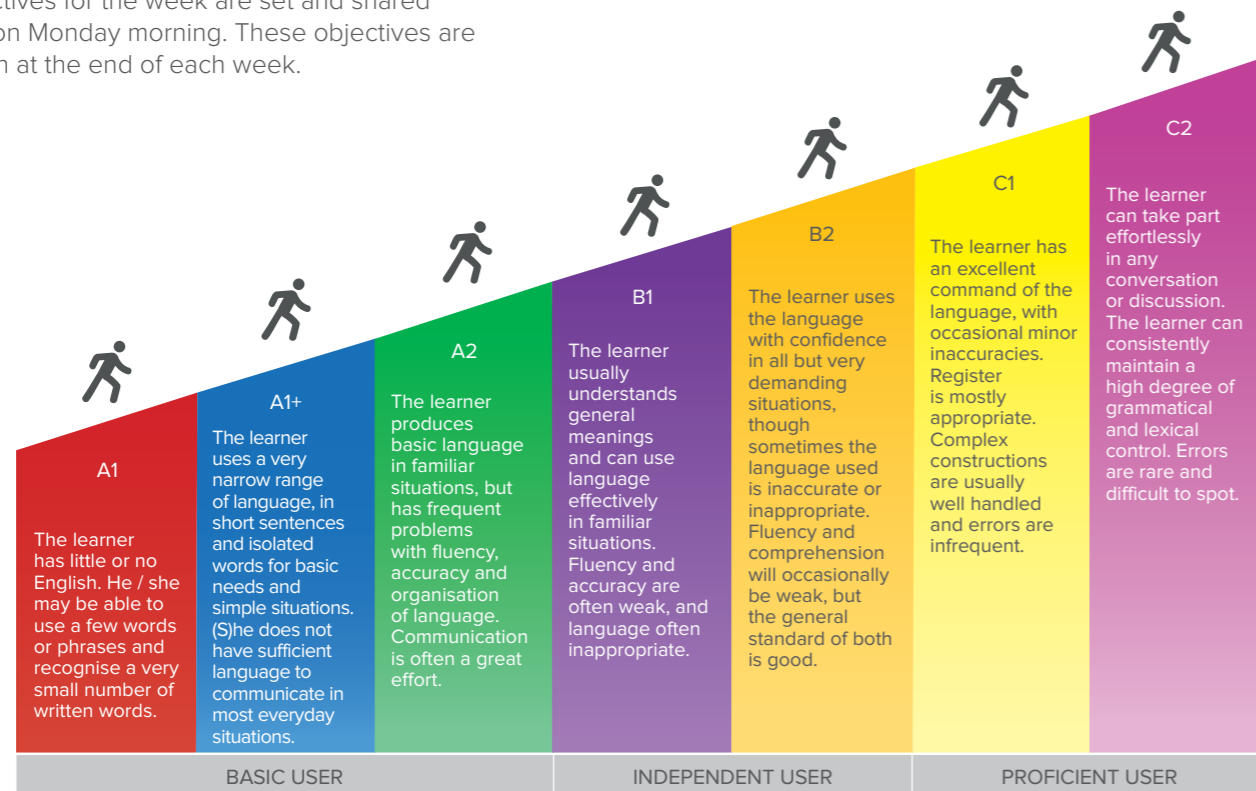 ctives for the week are set and shared
on Monday morning. These objectives are
at the end of each week.
A1
The learner
has little or no
English. He / she
may be able to
use a few words
or phrases and
recognise a very
small number of
written words.
A1+
The learner
uses a very
narrow range
of language, in
short sentences
and isolated
words for basic
needs and
simple situations.
(S)he does not
have sufficient
language to
communicate in
most everyday
situations.
A2
The learner
produces
basic language
in familiar
situations, but
has frequent
problems
with fluency,
accuracy and
organisation
of language.
Communication
is often a great
effort.
B1
The learner
usually
understands
general
meanings
and can use
language
effectively
in familiar
situations.
Fluency and
accuracy are
often weak, and
language often
inappropriate.
B2
The learner uses
the language
with confidence
in all but very
demanding
situations,
though
sometimes the
language used
is inaccurate or
inappropriate.
Fluency and
comprehension
will occasionally
be weak, but
the general
standard of both
is good.
C1
The learner has
an excellent
command of the
language, with
occasional minor
inaccuracies.
Register
is mostly
appropriate.
Complex
constructions
are usually
well handled
and errors are
infrequent.
C2
The learner
can take part
effortlessly
in any
conversation
or discussion.
The learner can
consistently
maintain a
high degree of
grammatical
and lexical
control. Errors
are rare and
difficult to spot.
BASIC USER
INDEPENDENT USER
PROFICIENT USER